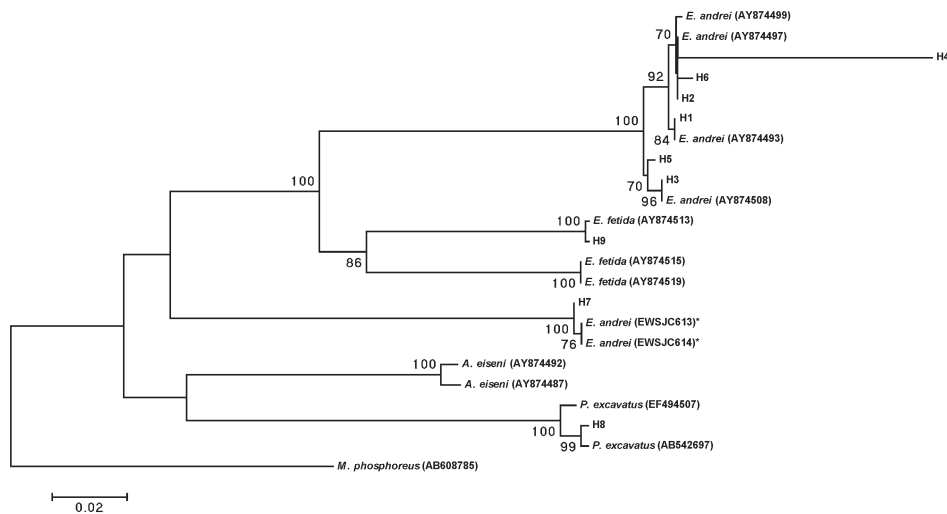 E. andrei (AY874499)
70
E. andrei (AY874497)
H4
92
H6
H2
100
H1
84
E. andrei (AY874493)
H5
70
H3
96
E. andrei (AY874508)
100
100
E. fetida (AY874513)
H9
86
E. fetida (AY874515)
100
E. fetida (AY874519)
H7
100
E. andrei (EWSJC613)*
76
E. andrei (EWSJC614)*
100
A. eiseni (AY874492)
A. eiseni (AY874487)
P. excavatus (EF494507)
100
H8
99
P. excavatus (AB542697)
M. phosphoreus (AB608785)
0.02